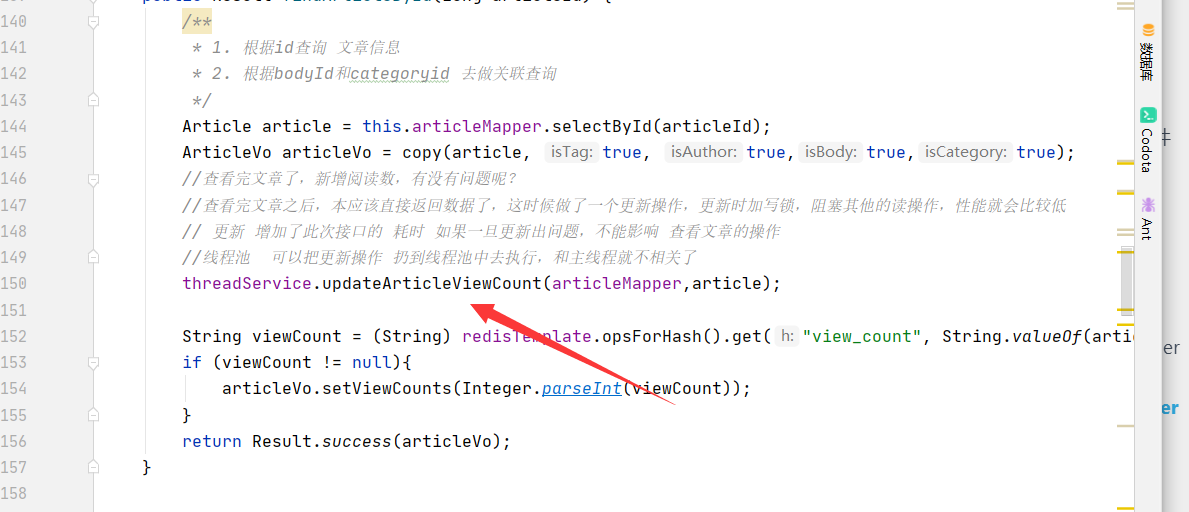 140 /**
141 * 1. 根据id查询 文章信息
142 * 2. 根据bodyId和categoryid 去做关联查询
143 */
144 Article article = this.articleMapper.selectById(articleId);
145 ArticleVo articleVo = copy(article, isTag: true, isAuthor: true, isBody: true, isCategory: true);
146 //查看完文章了，新增阅读数，有没有问题呢？
147 //查看完文章之后，本应该直接返回数据了，这时候做了一个更新操作，更新时加写锁，阻塞其他的读操作，性能就会比较低
148 // 更新 增加了此次接口的 耗时 如果一旦更新出问题，不能影响 查看文章的操作
149 //线程池 可以把更新操作 扔到线程池中去执行，和主线程就不相关了
150 threadService.updateArticleViewCount(articleMapper,article);
151
152 String viewCount = (String) redisTemplate.opsForHash().get( h: "view_count", String.valueOf(
153 if (viewCount != null){
154 articleVo.setViewCounts(Integer.parseInt(viewCount));
155 }
156 return Result.success(articleVo);
157 }
158
数据库
Codota
Ant
er
er